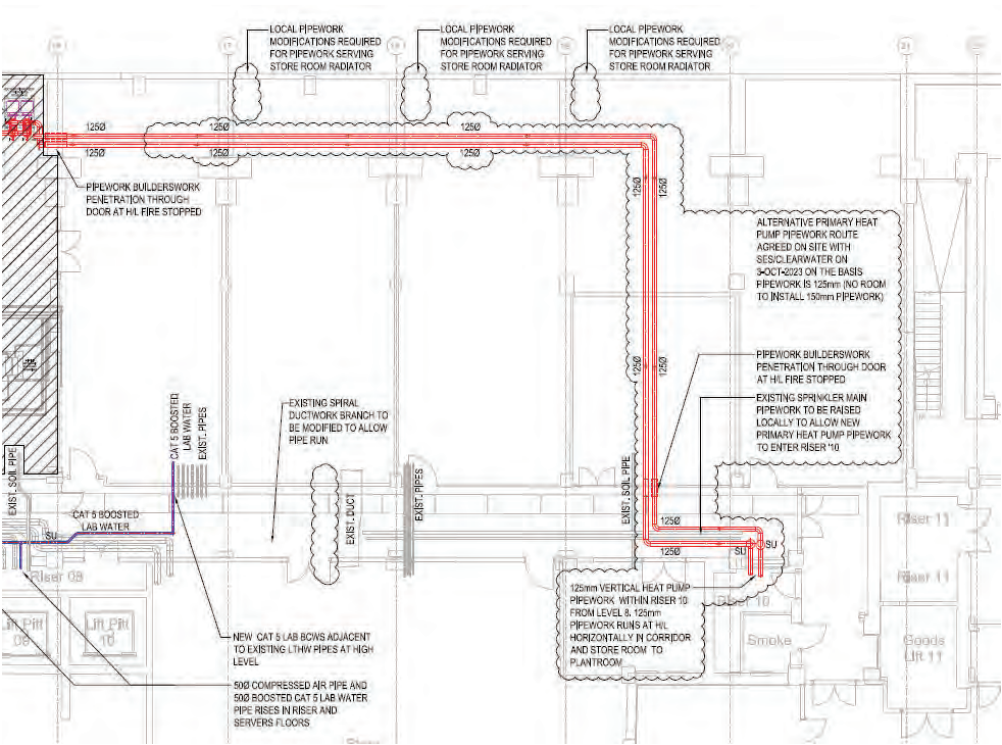 LOCAL PIPEWORK
MODIFICATIONS REQUIRED
FOR PIPEWORK SERVING
STORE ROOM RADIATOR
LOCAL PIPEWORK
MODIFICATIONS REQUIRED
FOR PIPEWORK SERVING
STORE ROOM RADIATOR
LOCAL PIPEWORK
MODIFICATIONS REQUIRED
FOR PIPEWORK SERVING
STORE ROOM RADIATOR
17
21
125Ø
125Ø
125Ø
125Ø
125Ø
125Ø
125Ø
125Ø
PIPEWORK BUILDERSWORK
PENETRATION THROUGH
DOOR AT H/L FIRE STOPPED
ALTERNATIVE PRIMARY HEAT
PUMP PIPEWORK ROUTE
AGREED ON SITE WITH
SES/CLEARWATER ON
3-OCT-2023 ON THE BASIS
PIPEWORK IS 125mm (NO ROOM
TO INSTALL 150mm PIPEWORK)
125Ø
125Ø
PIPEWORK BUILDERSWORK
PENETRATION THROUGH DOOR
AT H/L FIRE STOPPED
EXISTING SPRINKLER MAIN
PIPEWORK TO BE RAISED
LOCALLY TO ALLOW NEW
PRIMARY HEAT PUMP PIPEWORK
TO ENTER RISER '10
EXISTING SPIRAL
DUCTWORK BRANCH TO
BE MODIFIED TO ALLOW
PIPE RUN
CAT 5 BOOSTED
LAB WATER
EXIST. PIPES
EXIST. SOIL PIPE
CAT 5 BOOSTED
LAB WATER
SU
EXIST. DUCT
EXIST. PIPES
EXIST. SOIL PIPE
125Ø
125Ø
SU
SU
Riser 11
Riser 11
Riser 09
Riser 10
Lift Pit
09
Lift Pit
10
Smoke
Goods
Lift 11
125mm VERTICAL HEAT PUMP
PIPEWORK WITHIN RISER 10
FROM LEVEL 8. 125mm
PIPEWORK RUNS AT H/L
HORIZONTALLY IN CORRIDOR
AND STORE ROOM TO
PLANTROOM
NEW CAT 5 LAB BCWS ADJACENT
TO EXISTING LTHW PIPES AT HIGH
LEVEL
50Ø COMPRESSED AIR PIPE AND
50Ø BOOSTED CAT 5 LAB WATER
PIPE RISES IN RISER AND
SERVERS FLOORS